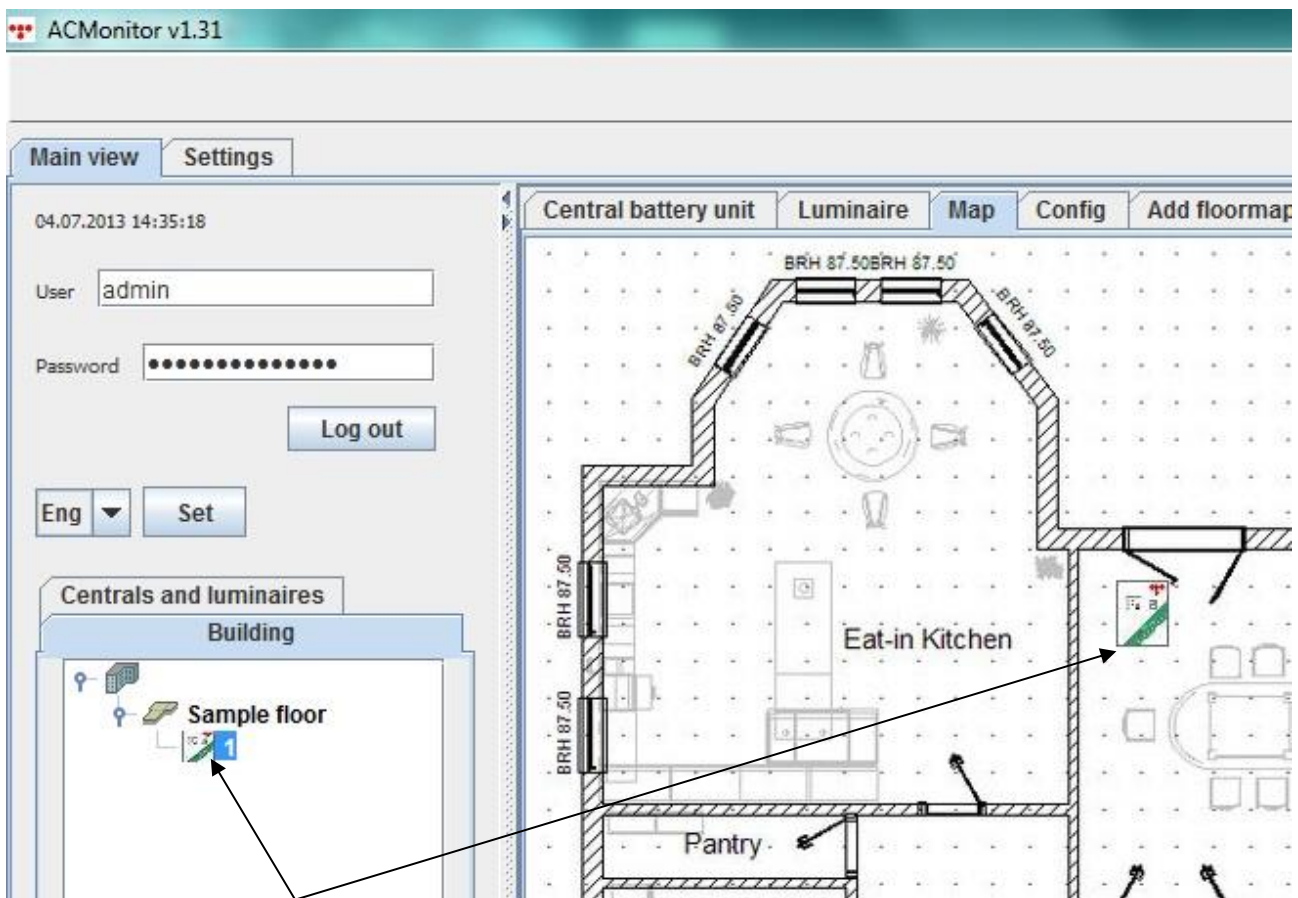 ACMonitor v1.31
Main view Settings
04.07.2013 14:35:18
User admin
Password ••••••••••••••
Log out
Eng Set
Centrals and luminaires
Building
Sample floor
1
Central battery unit Luminaire Map Config Add floormap
BRH 87.50BRH 87.50
BRH 87.50
BRH 87.50
BRH 87.50
Eat-in Kitchen
BRH 87.50
Pantry